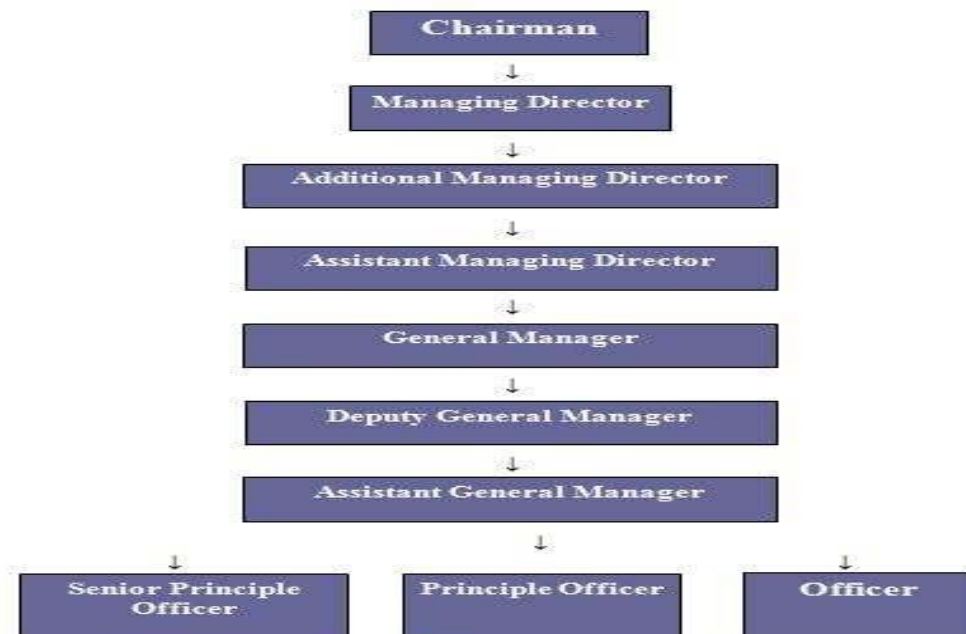 Chairman
Managing Director
Additional Managing Director
Assistant Managing Director
General Manager
Deputy General Manager
Assistant General Manager
Senior Principle
Officer
Principle Officer
Officer